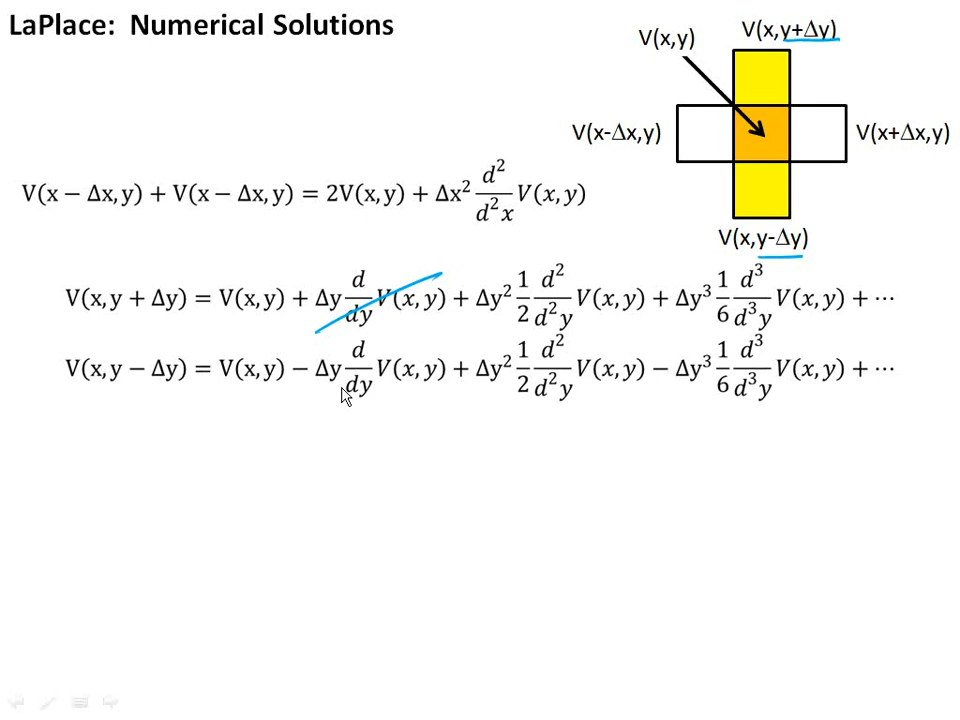 LaPlace: Numerical Solutions
V(x,y)
V(x,y+Δy)
V(x-Δx,y)
V(x+Δx,y)
V(x,y-Δy)
V(x − Δx, y) + V(x − Δx, y) = 2V(x, y) + Δx² d²/d²x V(x, y)
V(x, y + Δy) = V(x, y) + Δy d/dy V(x, y) + Δy² 1/2 d²/d²y V(x, y) + Δy³ 1/6 d³/d³y V(x, y) + ⋯
V(x, y − Δy) = V(x, y) − Δy d/dy V(x, y) + Δy² 1/2 d²/d²y V(x, y) − Δy³ 1/6 d³/d³y V(x, y) + ⋯